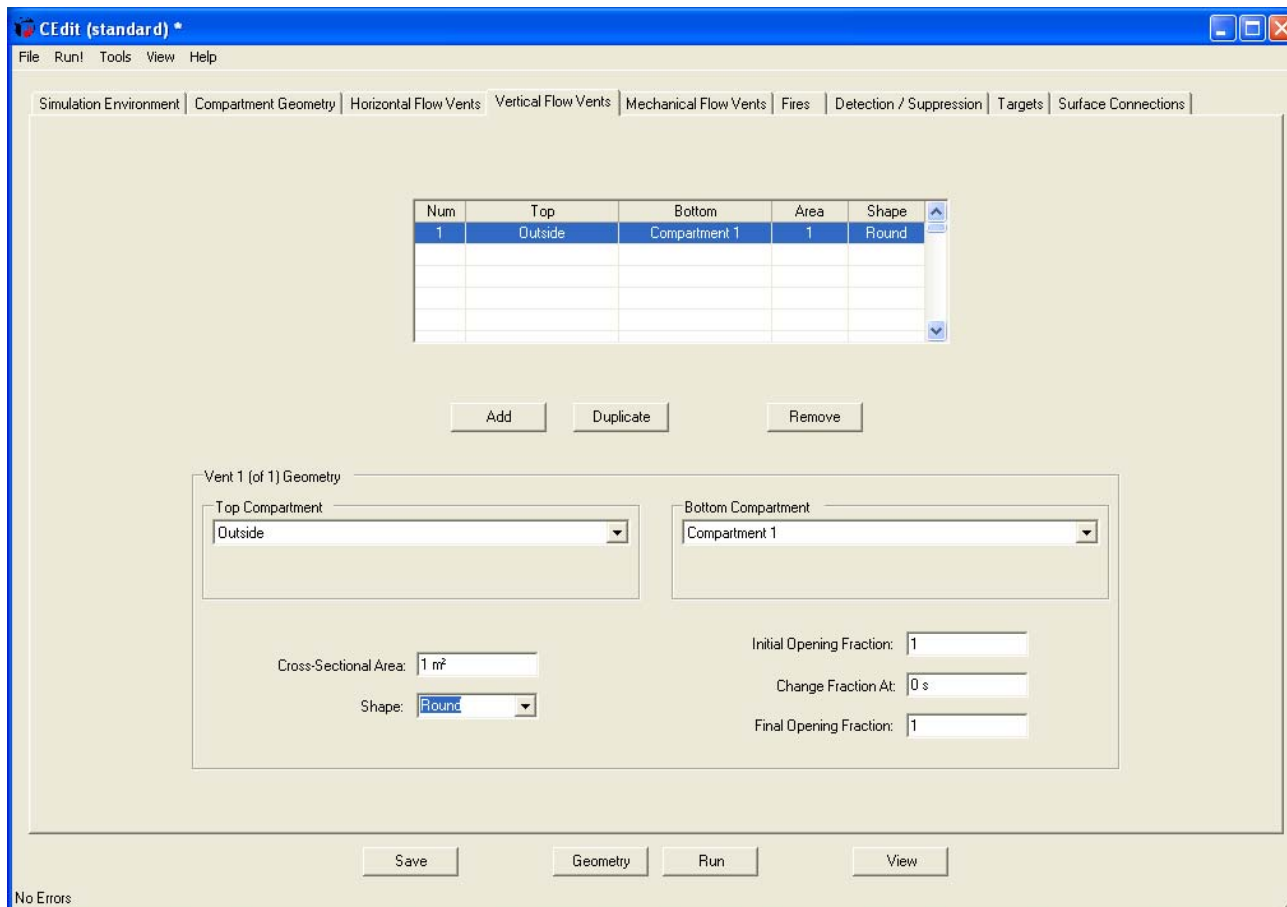 CEdit (standard) *
File Run! Tools View Help
Simulation Environment Compartment Geometry Horizontal Flow Vents Vertical Flow Vents Mechanical Flow Vents Fires Detection / Suppression Targets Surface Connections
Num Top Bottom Area Shape
1 Outside Compartment 1 1 Round
Add Duplicate Remove
Vent 1 (of 1) Geometry
Top Compartment Bottom Compartment
Outside Compartment 1
Initial Opening Fraction: 1
Cross-Sectional Area: 1 m²
Change Fraction At: 0 s
Shape: Round
Final Opening Fraction: 1
Save Geometry Run View
No Errors